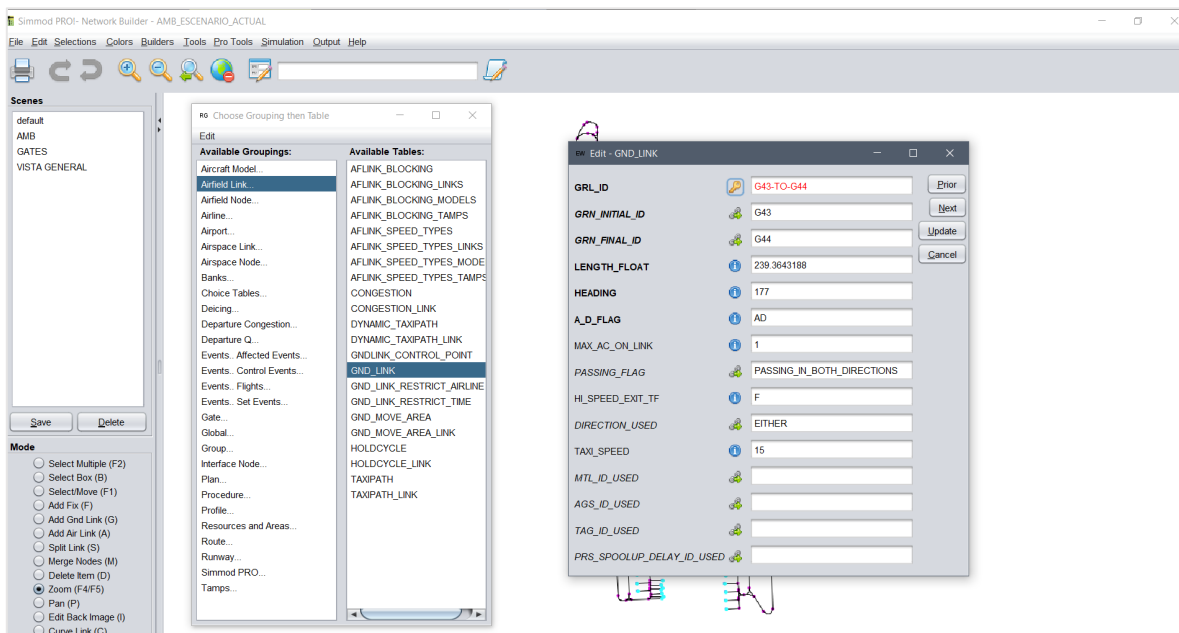 Simmod PRO!- Network Builder - AMB_ESCENARIO_ACTUAL
File Edit Selections Colors Builders Tools Pro Tools Simulation Output Help
Scenes
default
AMB
GATES
VISTA GENERAL
Save Delete
Mode
Select Multiple (F2)
Select Box (B)
Select/Move (F1)
Add Fix (F)
Add Gnd Link (G)
Add Air Link (A)
Split Link (S)
Merge Nodes (M)
Delete Item (D)
Zoom (F4/F5)
Pan (P)
Edit Back Image (I)
Curve Link (C)
RG Choose Grouping then Table
Edit
Available Groupings:
Aircraft Model...
Airfield Link...
Airfield Node...
Airline...
Airport...
Airspace Link...
Airspace Node...
Banks...
Choice Tables...
Deicing...
Departure Congestion...
Departure Q...
Events.. Affected Events...
Events.. Control Events...
Events.. Flights...
Events.. Set Events...
Gate...
Global...
Group...
Interface Node...
Plan...
Procedure...
Profile...
Resources and Areas...
Route...
Runway...
Simmod PRO...
Tamps...
Available Tables:
AFLINK_BLOCKING
AFLINK_BLOCKING_LINKS
AFLINK_BLOCKING_MODELS
AFLINK_BLOCKING_TAMPS
AFLINK_SPEED_TYPES
AFLINK_SPEED_TYPES_LINKS
AFLINK_SPEED_TYPES_MODE
AFLINK_SPEED_TYPES_TAMPS
CONGESTION
CONGESTION_LINK
DYNAMIC_TAXIPATH
DYNAMIC_TAXIPATH_LINK
GNDLINK_CONTROL_POINT
GND_LINK
GND_LINK_RESTRICT_AIRLINE
GND_LINK_RESTRICT_TIME
GND_MOVE_AREA
GND_MOVE_AREA_LINK
HOLDCYCLE
HOLDCYCLE_LINK
TAXIPATH
TAXIPATH_LINK
EW Edit - GND_LINK
GRL_ID G43-TO-G44
GRN_INITIAL_ID G43
GRN_FINAL_ID G44
LENGTH_FLOAT 239.3643188
HEADING 177
A_D_FLAG AD
MAX_AC_ON_LINK 1
PASSING_FLAG PASSING_IN_BOTH_DIRECTIONS
HI_SPEED_EXIT_TF F
DIRECTION_USED EITHER
TAXI_SPEED 15
MTL_ID_USED
AGS_ID_USED
TAG_ID_USED
PRS_SPOOLUP_DELAY_ID_USED
Prior
Next
Update
Cancel